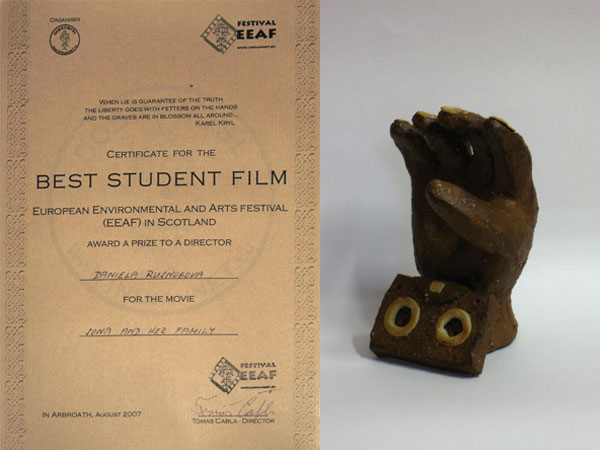 ORGANISER
FESTIVAL
EEAF
WHEN LIE IS GUARANTEE OF THE TRUTH
THE LIBERTY GOES WITH FETTERS ON THE HANDS
AND THE GRAVES ARE IN BLOSSOM ALL AROUND...
KAREL KRYL
CERTIFICATE FOR THE
BEST STUDENT FILM
EUROPEAN ENVIRONMENTAL AND ARTS FESTIVAL
(EEAF) IN SCOTLAND
AWARD A PRIZE TO A DIRECTOR
DANIELA RUSNOKOVA
FOR THE MOVIE
SONA AND HER FAMILY
FESTIVAL
EEAF
IN ARBROATH, AUGUST 2007
TOMAS CABLA - DIRECTOR